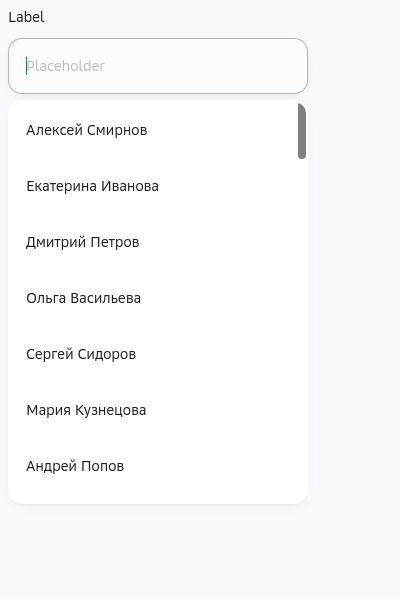 Label
Placeholder
Алексей Смирнов
Екатерина Иванова
Дмитрий Петров
Ольга Васильева
Сергей Сидоров
Мария Кузнецова
Андрей Попов